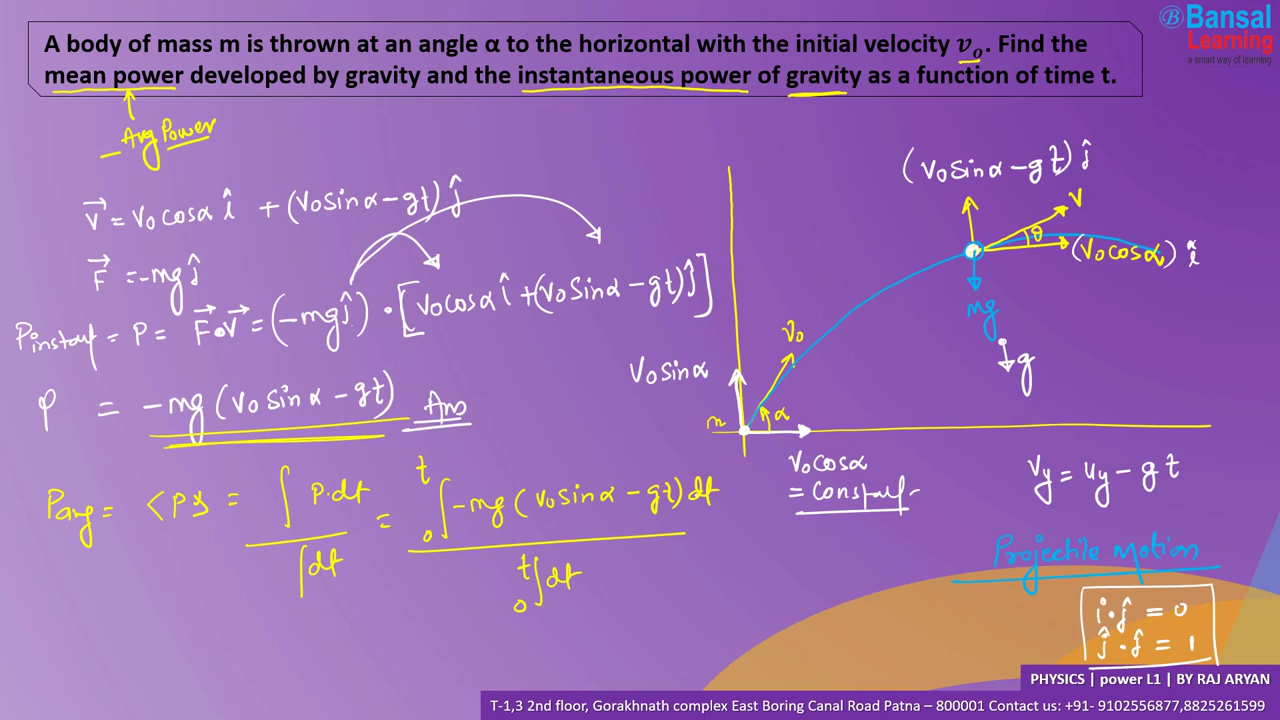 Bansal
Learning
a smart way of learning
A body of mass m is thrown at an angle α to the horizontal with the initial velocity v₀. Find the
mean power developed by gravity and the instantaneous power of gravity as a function of time t.
Avg Power
v⃗ = v₀cosα î + (v₀sinα - gt) ĵ
F⃗ = -mg ĵ
P instant = P = F⃗•v⃗ = (-mg ĵ) • [v₀cosα î + (v₀sinα - gt) ĵ]
P = -mg (v₀sinα - gt) Ans
Pavg = <P> = ∫P.dt / ∫dt = ₀∫ᵗ -mg (v₀sinα - gt) dt / ₀∫ᵗ dt
(v₀sinα - gt) ĵ
v
θ
(v₀cosα) î
mg
g
v₀
v₀sinα
α
m
v₀cosα
= constant
vy = uy - gt
Projectile motion
î • ĵ = 0
ĵ • ĵ = 1
PHYSICS | power L1 | BY RAJ ARYAN
T-1,3 2nd floor, Gorakhnath complex East Boring Canal Road Patna – 800001 Contact us: +91- 9102556877,8825261599